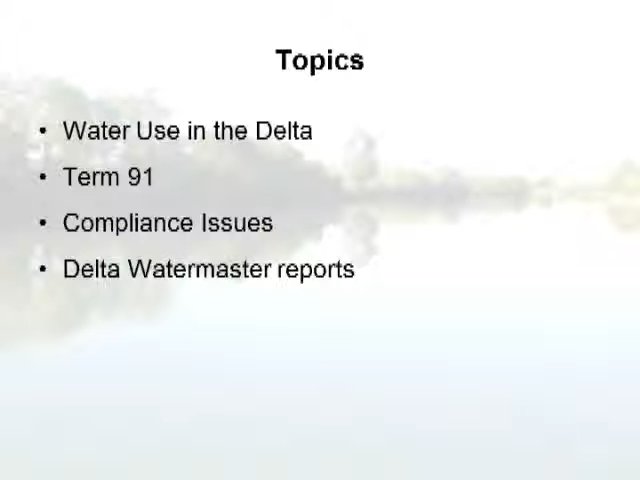 Topics
• Water Use in the Delta
• Term 91
• Compliance Issues
• Delta Watermaster reports